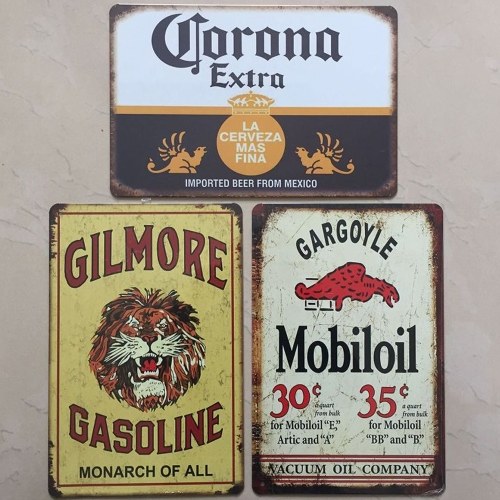 Corona
Extra
LA
CERVEZA
MAS
FINA
IMPORTED BEER FROM MEXICO
GILMORE
GASOLINE
MONARCH OF ALL
GARGOYLE
Mobiloil
30¢ a quart
from bulk
for Mobiloil "E,"
Artic and "A"
35¢ a quart
from bulk
for Mobiloil
"BB" and "B"
VACUUM OIL COMPANY